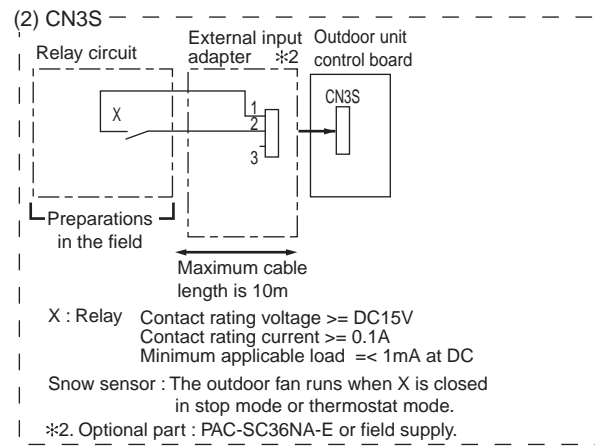 (2) CN3S
Relay circuit
External input
adapter ✻2
Outdoor unit
control board
X
1
2
3
CN3S
Preparations
in the field
Maximum cable
length is 10m
X : Relay
Contact rating voltage >= DC15V
Contact rating current >= 0.1A
Minimum applicable load =< 1mA at DC
Snow sensor : The outdoor fan runs when X is closed
in stop mode or thermostat mode.
✻2. Optional part : PAC-SC36NA-E or field supply.